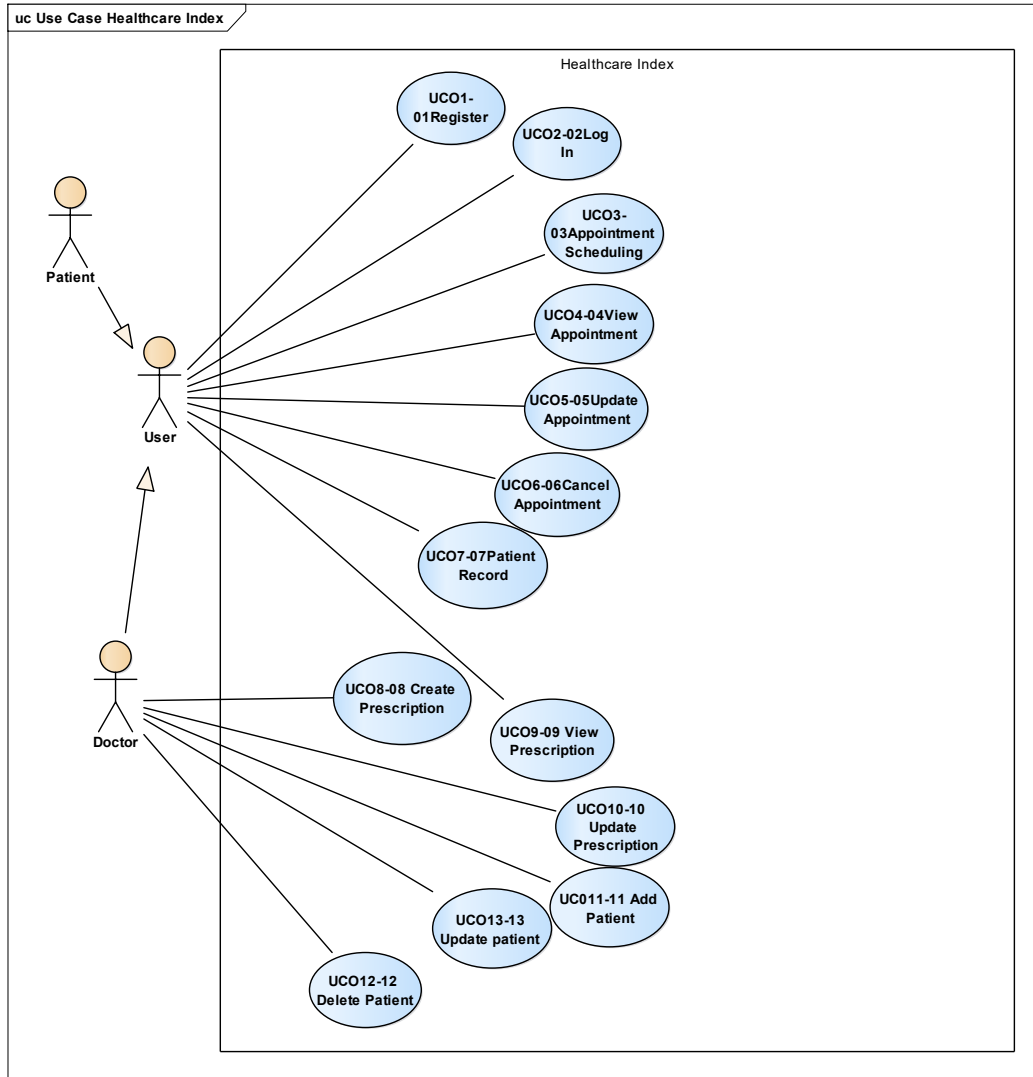 uc Use Case Healthcare Index
Healthcare Index
UCO1-
01Register
UCO2-02Log
In
UCO3-
03Appointment
Scheduling
Patient
UCO4-04View
Appointment
User
UCO5-05Update
Appointment
UCO6-06Cancel
Appointment
UCO7-07Patient
Record
UCO8-08 Create
Prescription
Doctor
UCO9-09 View
Prescription
UCO10-10
Update
Prescription
UC011-11 Add
Patient
UCO13-13
Update patient
UCO12-12
Delete Patient